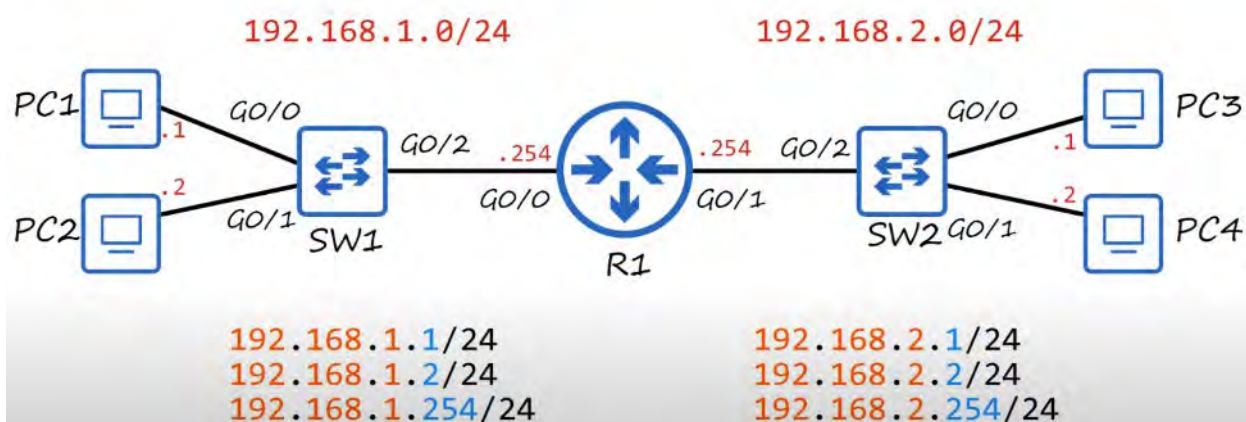 192.168.1.0/24 192.168.2.0/24
PC1 G0/0 G0/0 PC3
.1 G0/2 .254 .254 G0/2 .1
.2 G0/0 G0/1 .2
PC2 G0/1 SW1 SW2 G0/1 PC4
R1
192.168.1.1/24 192.168.2.1/24
192.168.1.2/24 192.168.2.2/24
192.168.1.254/24 192.168.2.254/24